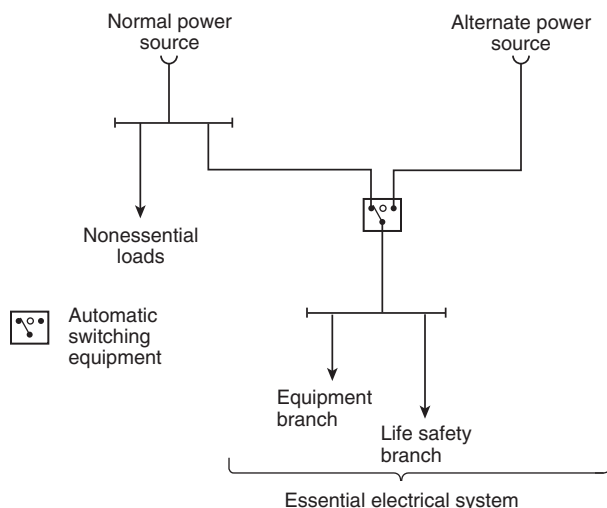 Normal power
source
Alternate power
source
Nonessential
loads
Automatic
switching
equipment
Equipment
branch
Life safety
branch
Essential electrical system